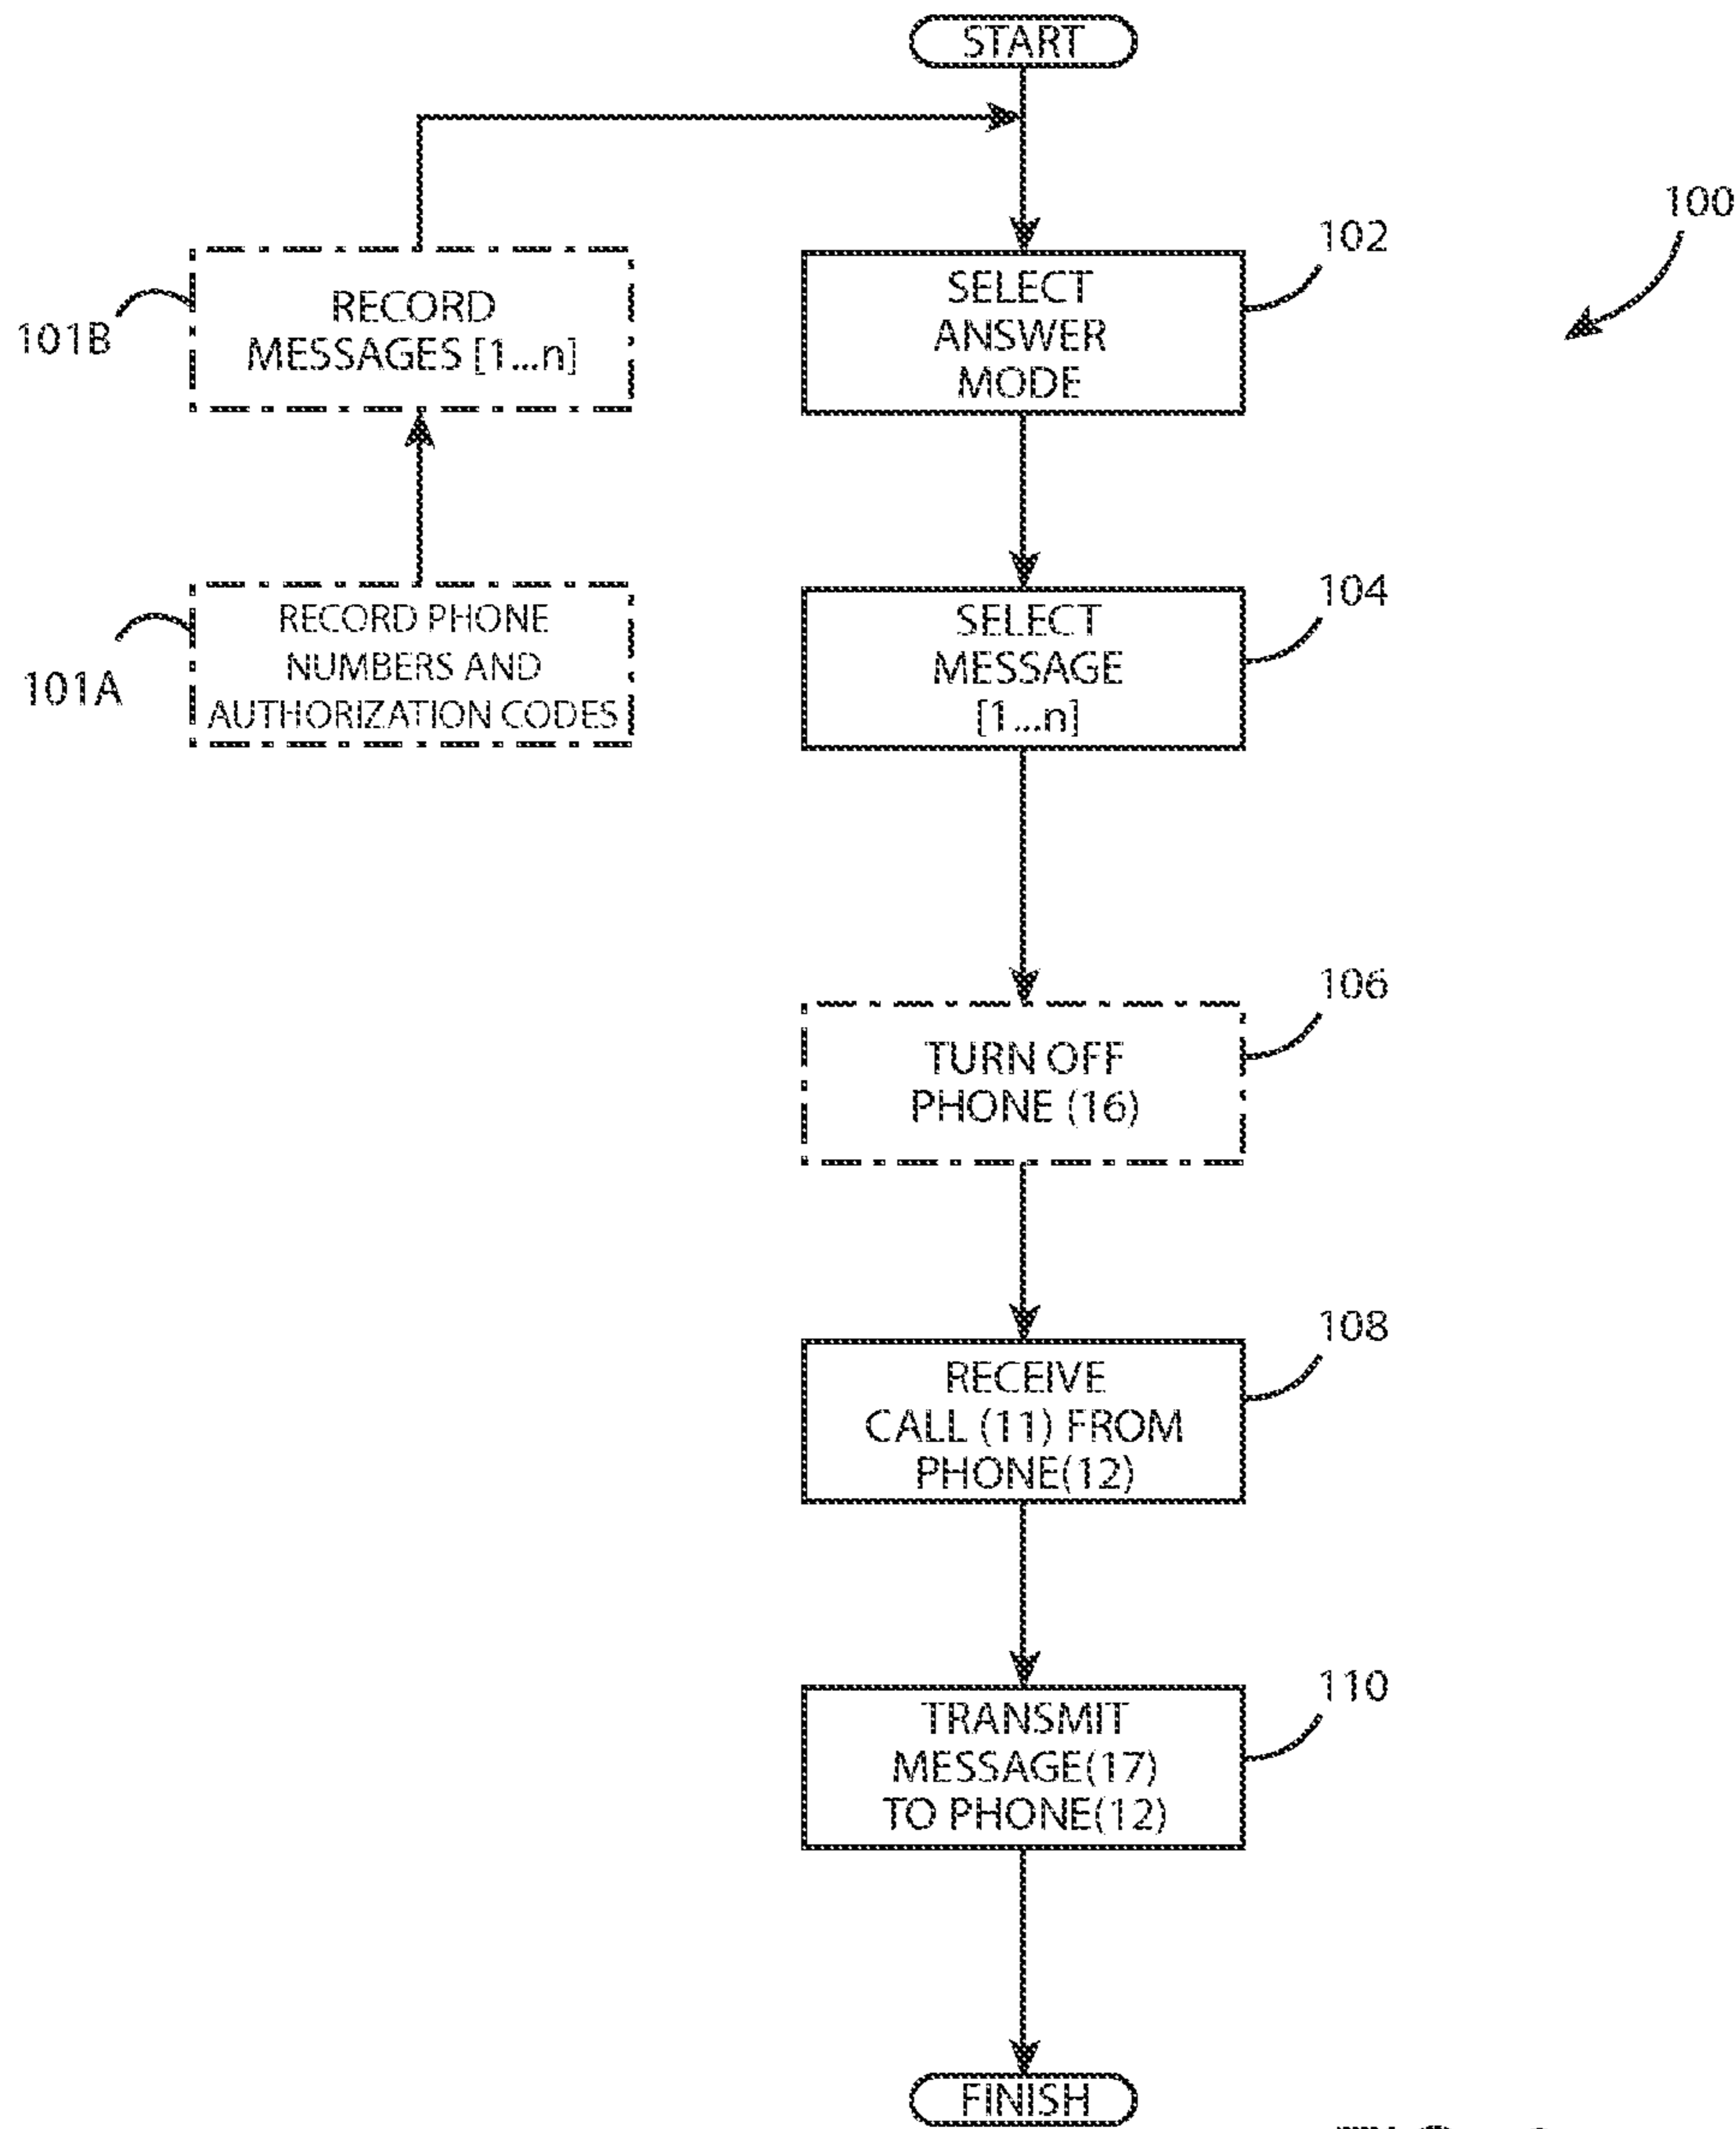 START
100
102
SELECT
ANSWER
MODE
101B
RECORD
MESSAGES [1...n]
104
SELECT
MESSAGE
[1...n]
101A
RECORD PHONE
NUMBERS AND
AUTHORIZATION CODES
106
TURN OFF
PHONE (16)
108
RECEIVE
CALL (11) FROM
PHONE(12)
110
TRANSMIT
MESSAGE(17)
TO PHONE(12)
FINISH